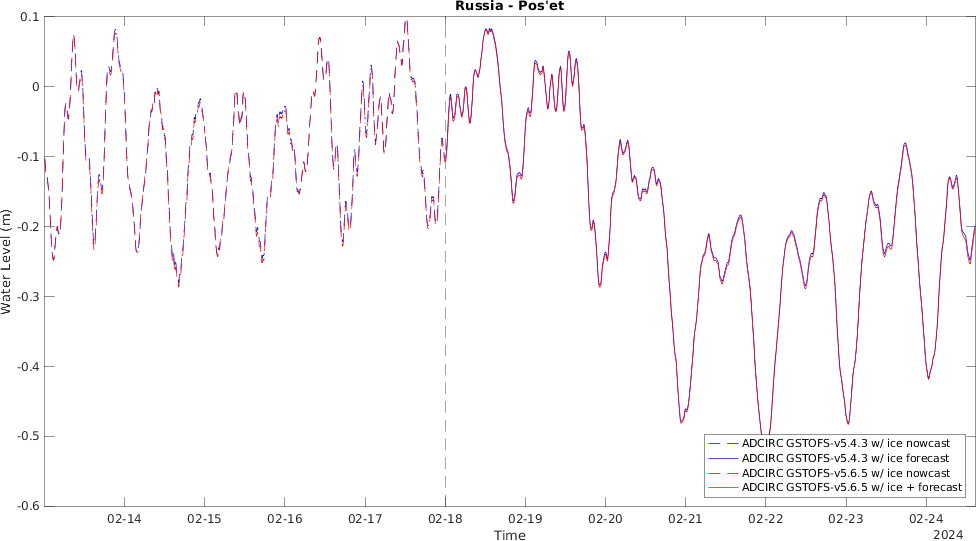 Russia - Pos'et
0.1
0
-0.1
-0.2
-0.3
-0.4
-0.5
-0.6
Water Level (m)
ADCIRC GSTOFS-v5.4.3 w/ ice nowcast
ADCIRC GSTOFS-v5.4.3 w/ ice forecast
ADCIRC GSTOFS-v5.6.5 w/ ice nowcast
ADCIRC GSTOFS-v5.6.5 w/ ice + forecast
02-14 02-15 02-16 02-17 02-18 02-19 02-20 02-21 02-22 02-23 02-24
Time
2024